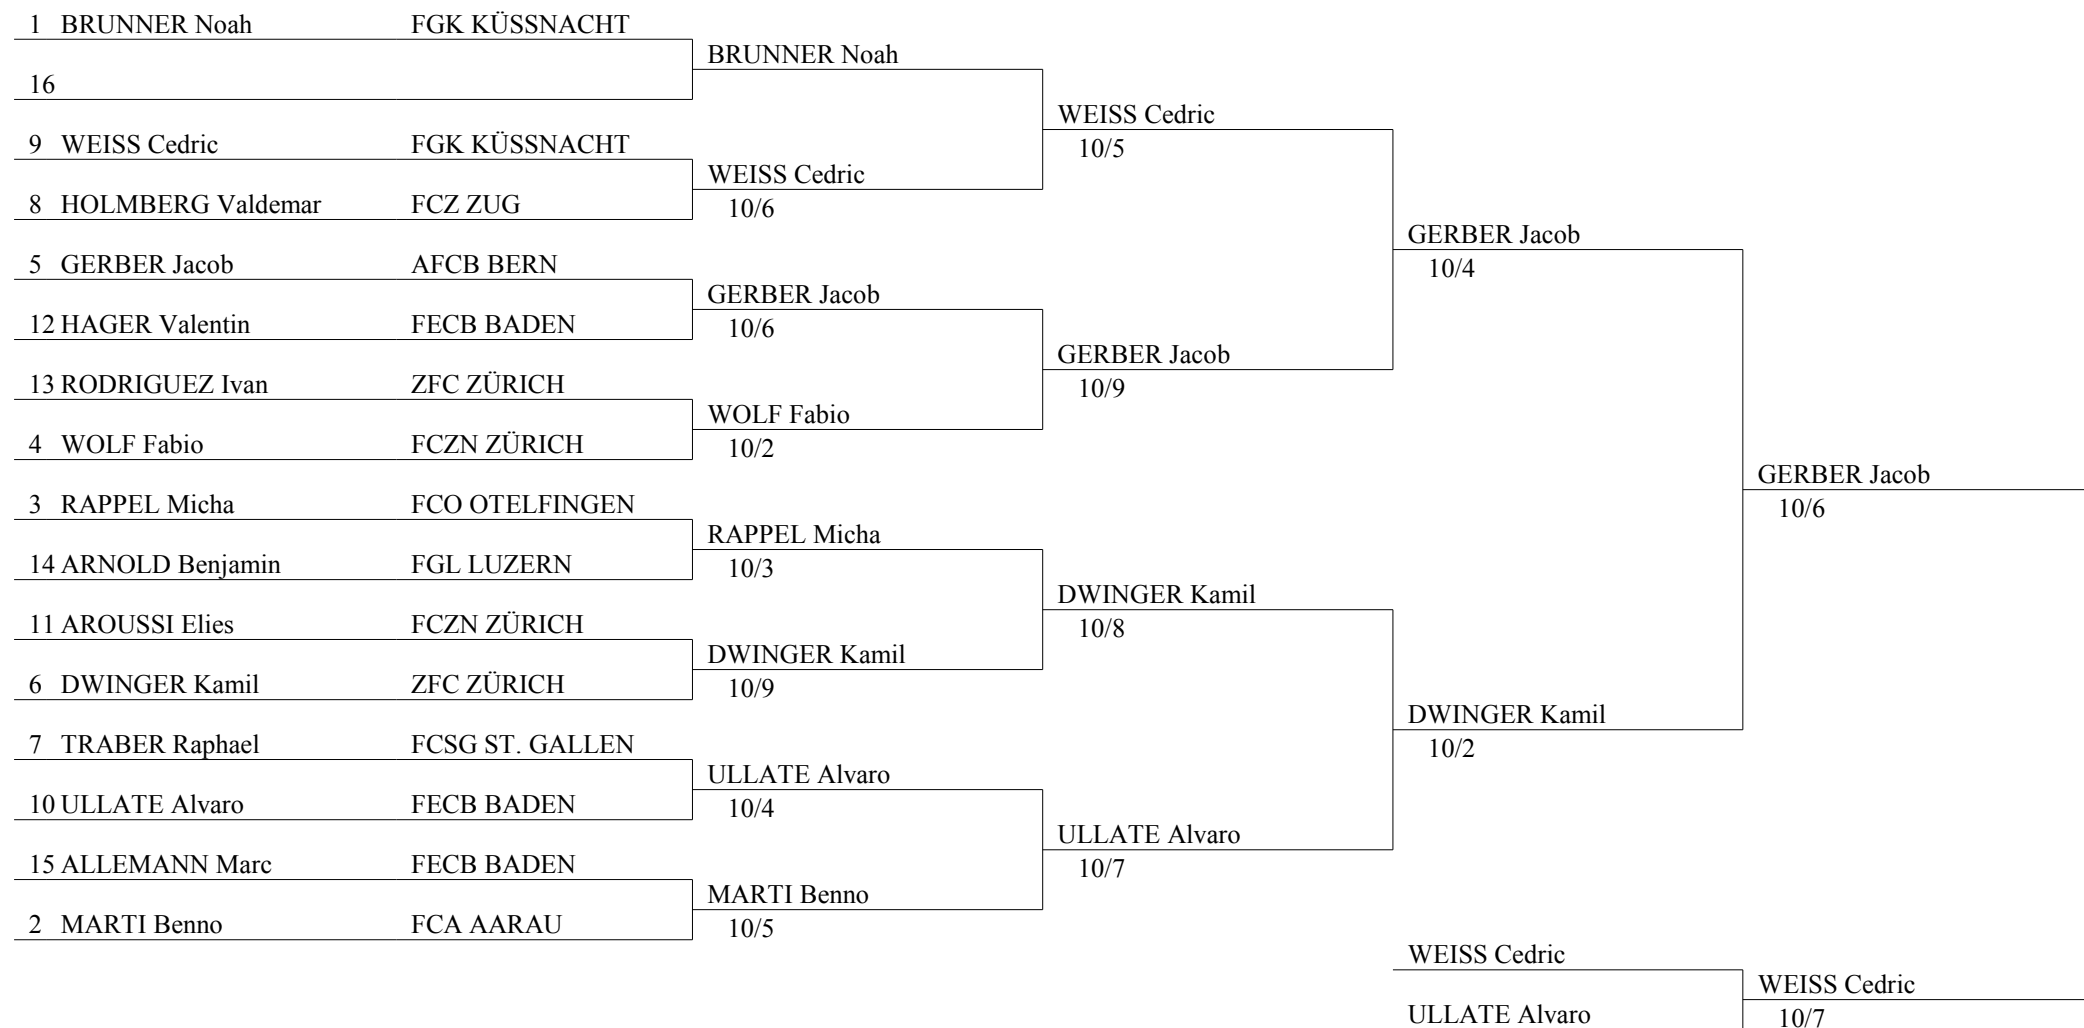 1 BRUNNER Noah FGK KÜSSNACHT
BRUNNER Noah
16
WEISS Cedric
10/5
9 WEISS Cedric FGK KÜSSNACHT
WEISS Cedric
10/6
8 HOLMBERG Valdemar FCZ ZUG
GERBER Jacob
10/4
5 GERBER Jacob AFCB BERN
GERBER Jacob
10/6
12 HAGER Valentin FECB BADEN
GERBER Jacob
10/9
13 RODRIGUEZ Ivan ZFC ZÜRICH
WOLF Fabio
10/2
4 WOLF Fabio FCZN ZÜRICH
GERBER Jacob
10/6
3 RAPPEL Micha FCO OTELFINGEN
RAPPEL Micha
10/3
14 ARNOLD Benjamin FGL LUZERN
DWINGER Kamil
10/8
11 AROUSSI Elies FCZN ZÜRICH
DWINGER Kamil
10/9
6 DWINGER Kamil ZFC ZÜRICH
DWINGER Kamil
10/2
7 TRABER Raphael FCSG ST. GALLEN
ULLATE Alvaro
10/4
10 ULLATE Alvaro FECB BADEN
ULLATE Alvaro
10/7
15 ALLEMANN Marc FECB BADEN
MARTI Benno
10/5
2 MARTI Benno FCA AARAU
WEISS Cedric
WEISS Cedric
10/7
ULLATE Alvaro